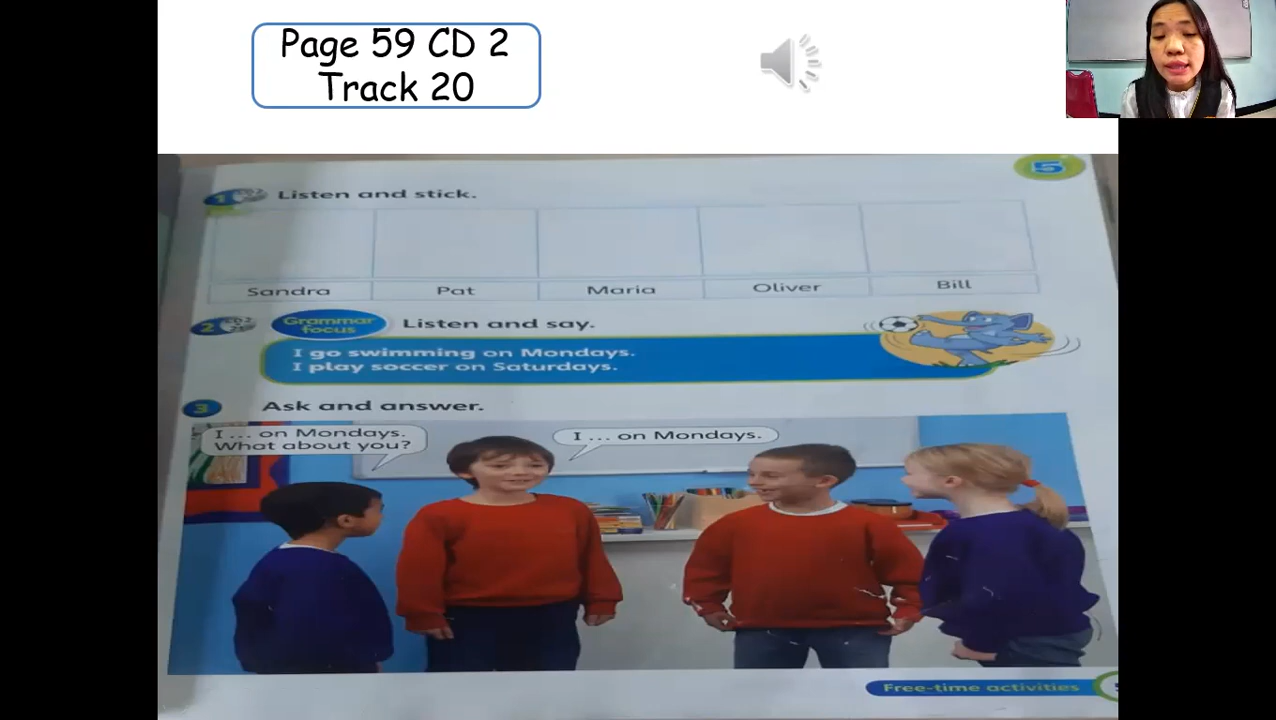 Page 59 CD 2
Track 20
5
1 Listen and stick.
Sandra Pat Maria Oliver Bill
2 Grammar focus Listen and say.
I go swimming on Mondays.
I play soccer on Saturdays.
3 Ask and answer.
I ... on Mondays.
What about you?
I ... on Mondays.
Free-time activities